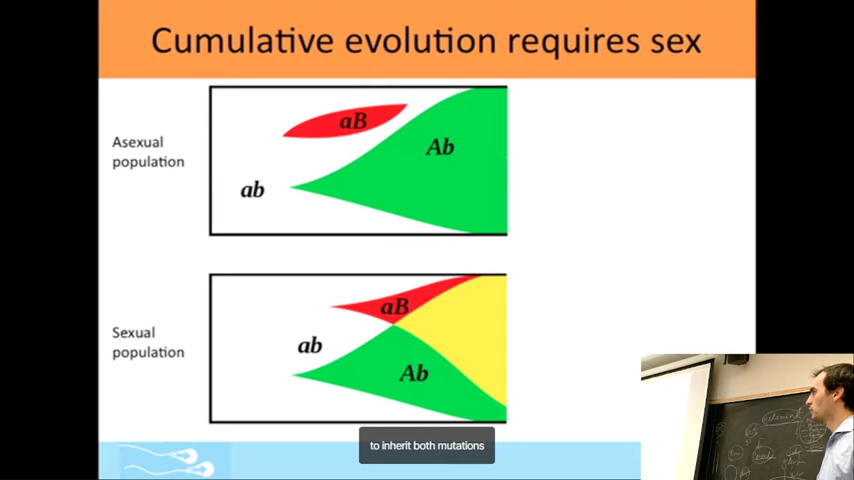 Cumulative evolution requires sex
Asexual
population
aB
Ab
ab
Sexual
population
aB
ab
Ab
to inherit both mutations